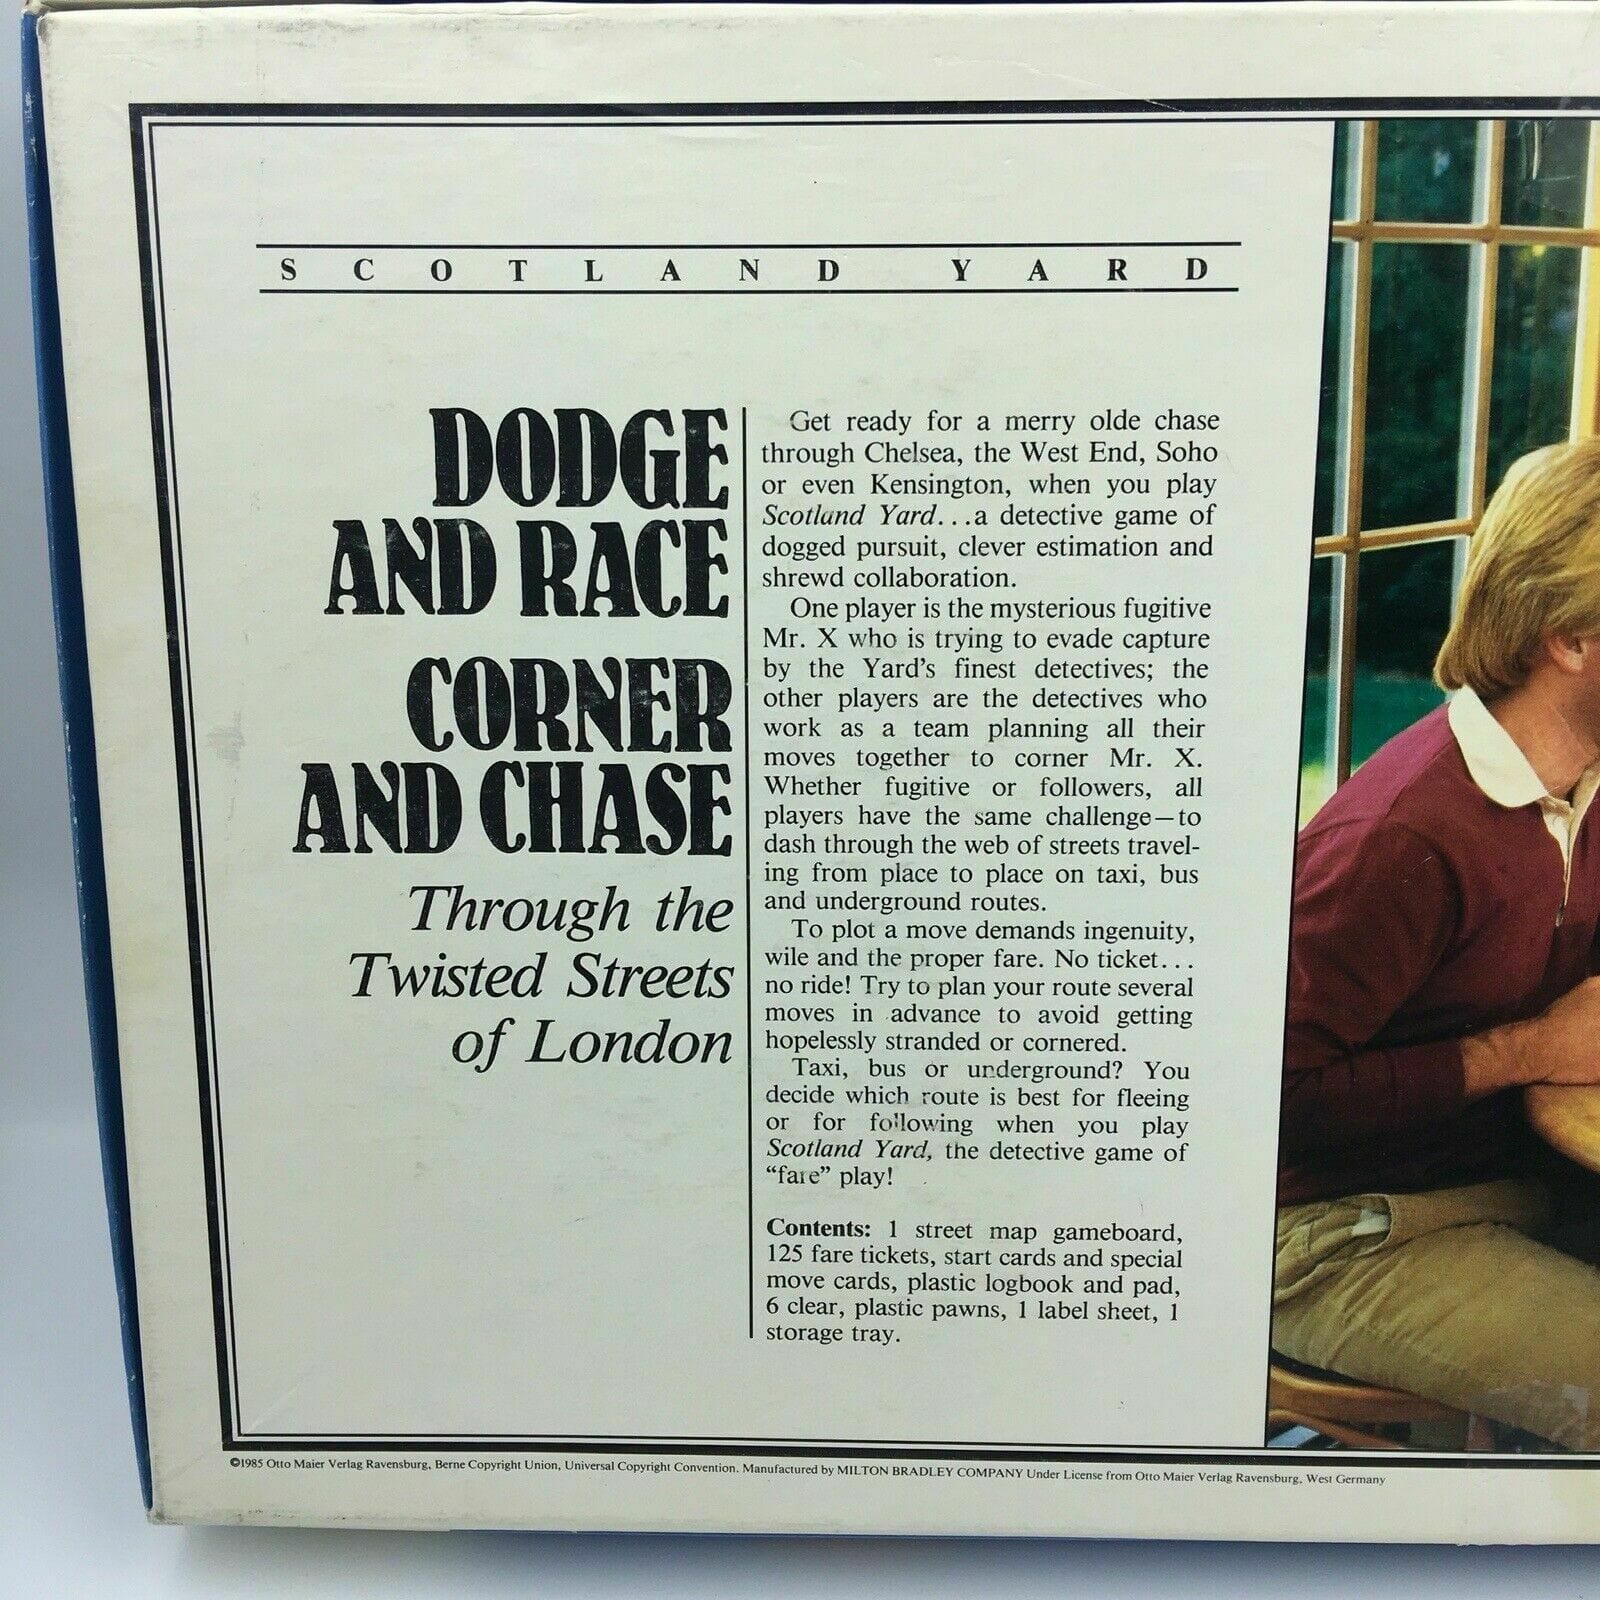 SCOTLAND YARD
DODGE
AND RACE
CORNER
AND CHASE
Through the
Twisted Streets
of London
Get ready for a merry olde chase
through Chelsea, the West End, Soho
or even Kensington, when you play
Scotland Yard...a detective game of
dogged pursuit, clever estimation and
shrewd collaboration.
One player is the mysterious fugitive
Mr. X who is trying to evade capture
by the Yard's finest detectives; the
other players are the detectives who
work as a team planning all their
moves together to corner Mr. X.
Whether fugitive or followers, all
players have the same challenge—to
dash through the web of streets travel-
ing from place to place on taxi, bus
and underground routes.
To plot a move demands ingenuity,
wile and the proper fare. No ticket...
no ride! Try to plan your route several
moves in advance to avoid getting
hopelessly stranded or cornered.
Taxi, bus or underground? You
decide which route is best for fleeing
or for following when you play
Scotland Yard, the detective game of
“fare” play!
Contents: 1 street map gameboard,
125 fare tickets, start cards and special
move cards, plastic logbook and pad,
6 clear, plastic pawns, 1 label sheet, 1
storage tray.
©1985 Otto Maier Verlag Ravensburg, Berne Copyright Union, Universal Copyright Convention. Manufactured by MILTON BRADLEY COMPANY Under License from Otto Maier Verlag Ravensburg, West Germany